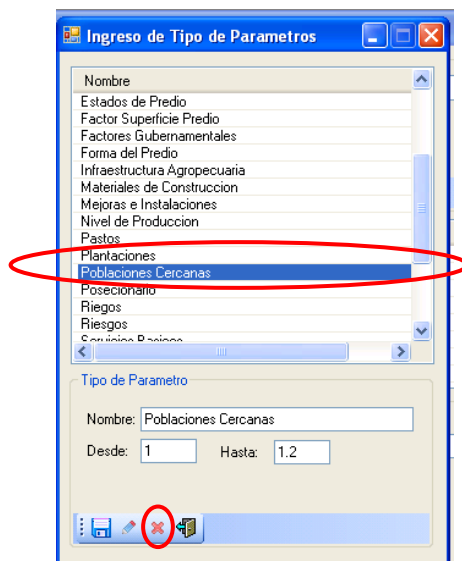 Ingreso de Tipo de Parametros
Nombre
Estados de Predio
Factor Superficie Predio
Factores Gubernamentales
Forma del Predio
Infraestructura Agropecuaria
Materiales de Construccion
Mejoras e Instalaciones
Nivel de Produccion
Pastos
Plantaciones
Poblaciones Cercanas
Posecionario
Riegos
Riesgos
Servicios Basicos
Tipo de Parametro
Nombre: Poblaciones Cercanas
Desde: 1 Hasta: 1.2